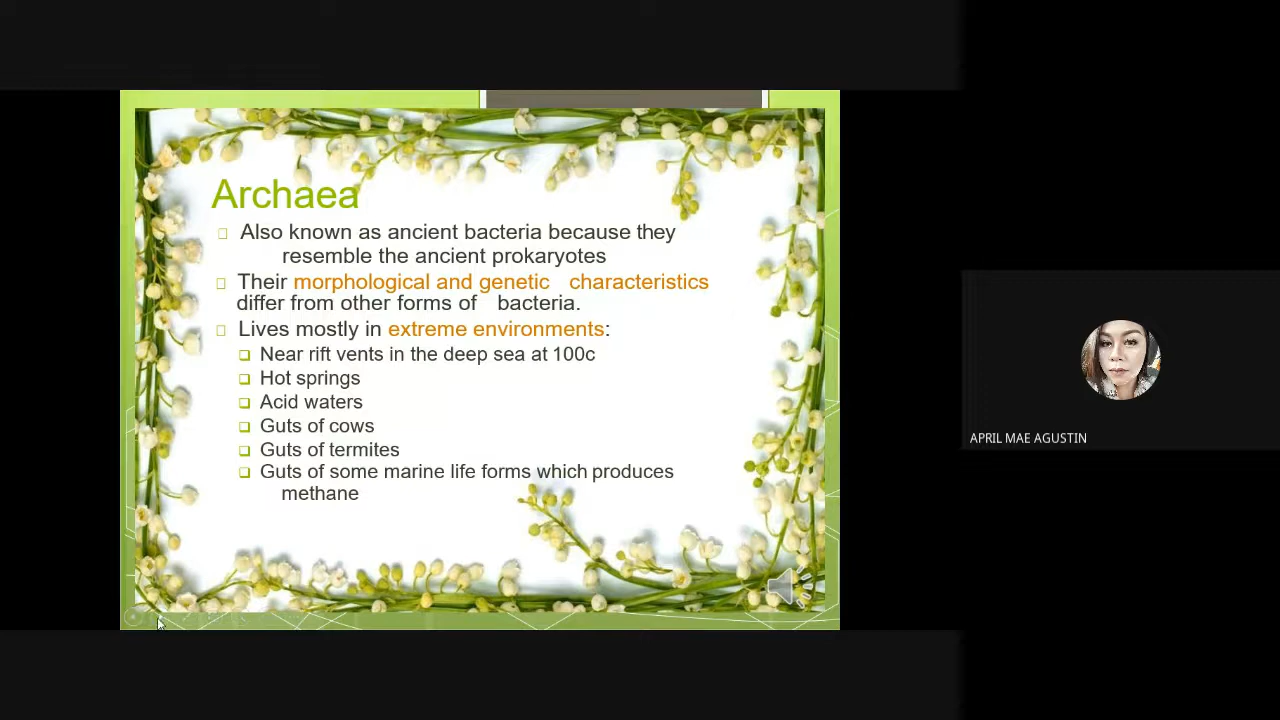 Archaea
Also known as ancient bacteria because they
resemble the ancient prokaryotes
Their morphological and genetic characteristics
differ from other forms of bacteria.
Lives mostly in extreme environments:
Near rift vents in the deep sea at 100c
Hot springs
Acid waters
Guts of cows
Guts of termites
Guts of some marine life forms which produces
methane
APRIL MAE AGUSTIN